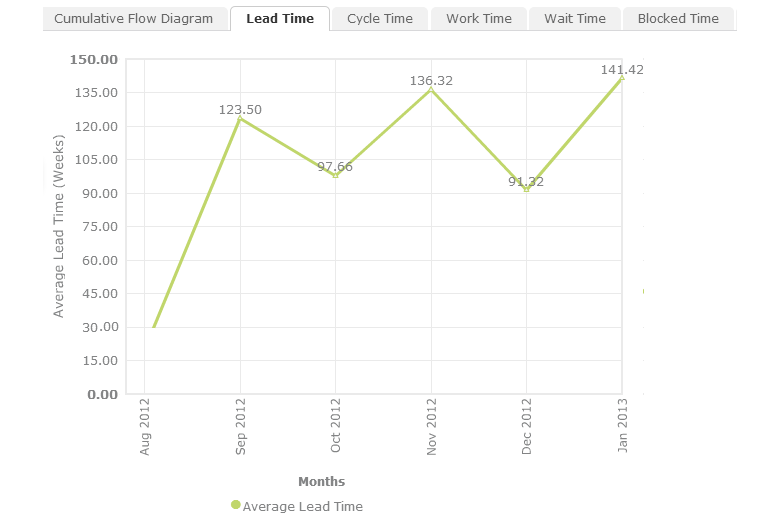 Cumulative Flow Diagram Lead Time Cycle Time Work Time Wait Time Blocked Time
150.00
135.00
120.00
105.00
90.00
75.00
60.00
45.00
30.00
15.00
0.00
Average Lead Time (Weeks)
123.50
97.66
136.32
91.32
141.42
Aug 2012
Sep 2012
Oct 2012
Nov 2012
Dec 2012
Jan 2013
Months
Average Lead Time